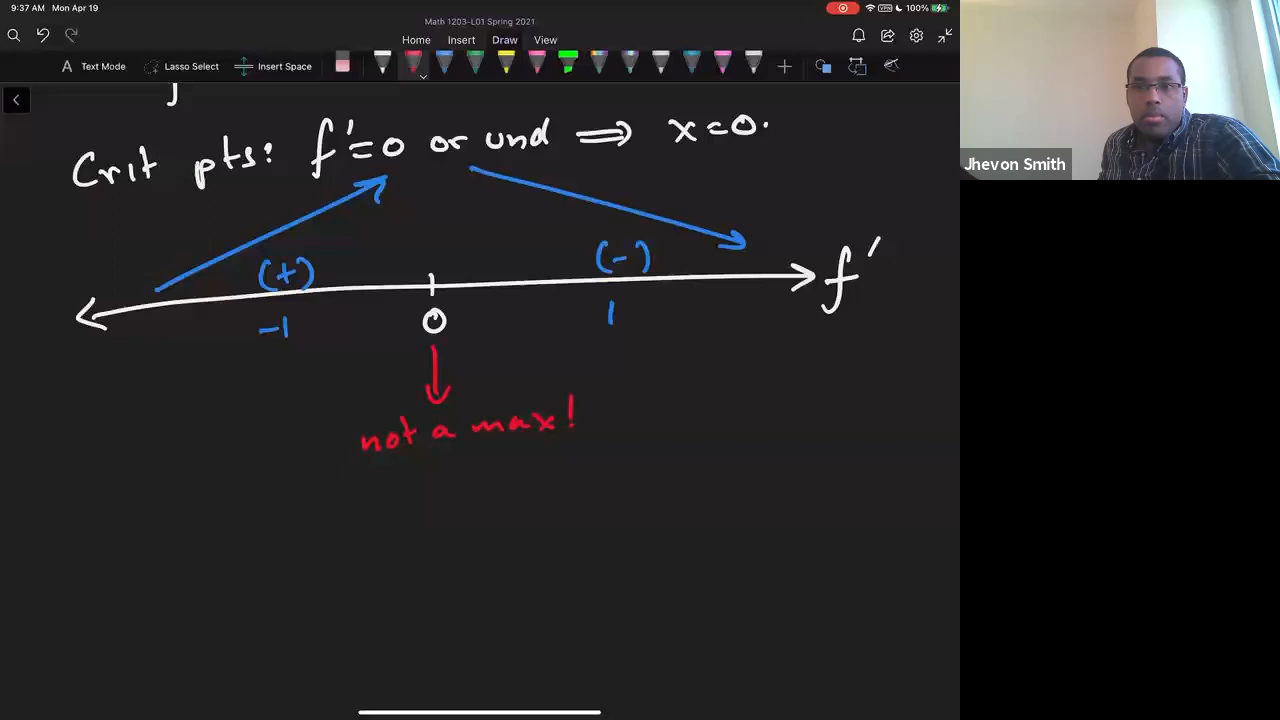 9:37 AM Mon Apr 19
100%
VPN
Math 1203-L01 Spring 2021
Home Insert Draw View
Text Mode Lasso Select Insert Space
Crit pts: f'=0 or und ⟹ x=0.
(+) (-)
f'
-1 0 1
not a max!
Jhevon Smith